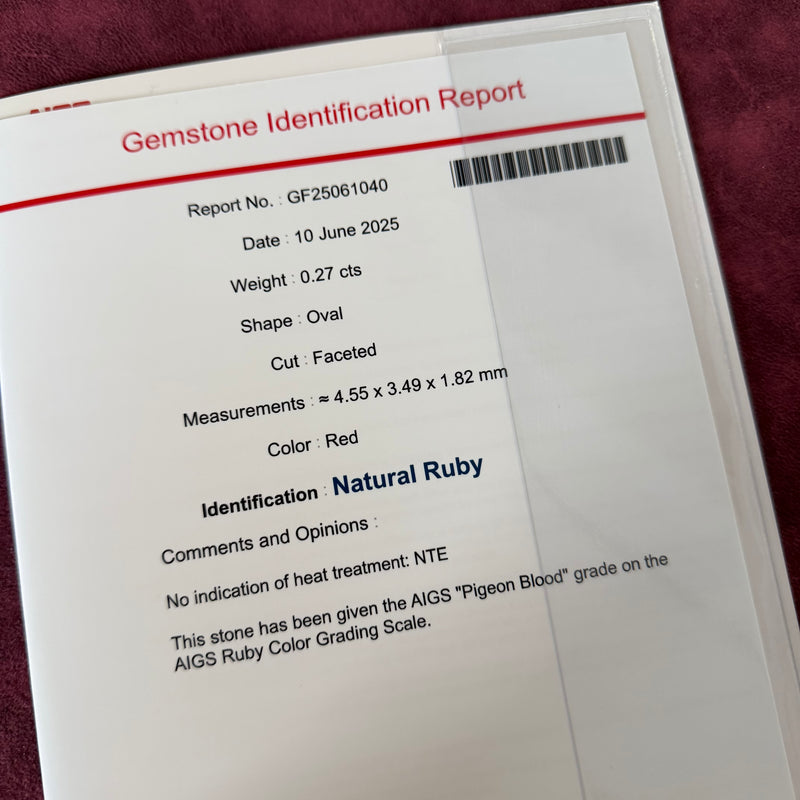 Gemstone Identification Report
Report No. : GF25061040
Date : 10 June 2025
Weight : 0.27 cts
Shape : Oval
Cut : Faceted
Measurements : ≈ 4.55 x 3.49 x 1.82 mm
Color : Red
Identification : Natural Ruby
Comments and Opinions :
No indication of heat treatment: NTE
This stone has been given the AIGS "Pigeon Blood" grade on the
AIGS Ruby Color Grading Scale.